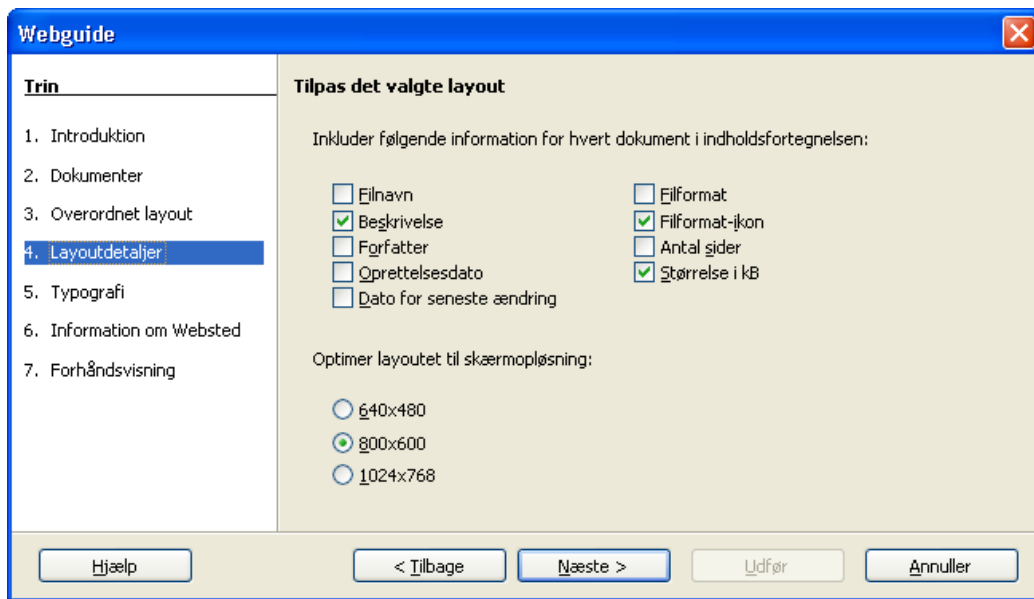 Webguide
Trin
1. Introduktion
2. Dokumenter
3. Overordnet layout
4. Layoutdetaljer
5. Typografi
6. Information om Websted
7. Forhåndsvisning
Tilpas det valgte layout
Inkluder følgende information for hvert dokument i indholdsfortegnelsen:
Filnavn
Beskrivelse
Forfatter
Oprettelsesdato
Dato for seneste ændring
Filformat
Filformat-ikon
Antal sider
Størrelse i kB
Optimer layoutet til skærmopløsning:
640x480
800x600
1024x768
Hjælp
< Tilbage
Næste >
Udfør
Annuller